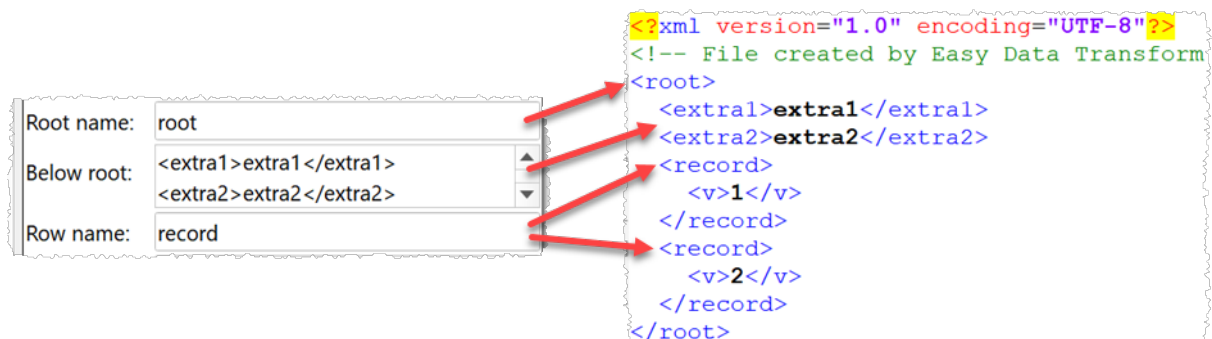 Root name: root
Below root: <extra1>extra1</extra1>
<extra2>extra2</extra2>
Row name: record
<?xml version="1.0" encoding="UTF-8"?>
<!-- File created by Easy Data Transform
<root>
<extra1>extra1</extra1>
<extra2>extra2</extra2>
<record>
<v>1</v>
</record>
<record>
<v>2</v>
</record>
</root>